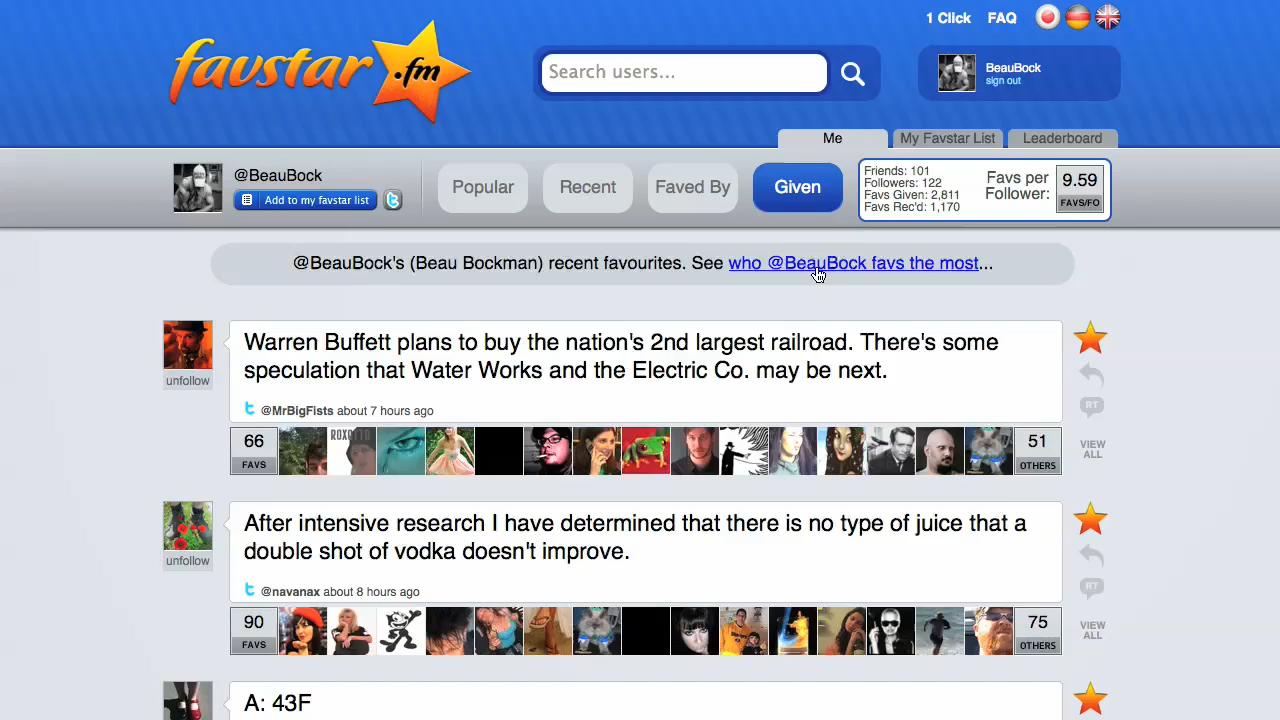 1 Click FAQ
favstar.fm
Search users...
BeauBock
sign out
Me My Favstar List Leaderboard
@BeauBock
Add to my favstar list
Popular Recent Faved By Given
Friends: 101
Followers: 122
Favs Given: 2,811
Favs Rec'd: 1,170
Favs per
Follower:
9.59
FAVS/FO
@BeauBock's (Beau Bockman) recent favourites. See who @BeauBock favs the most...
Warren Buffett plans to buy the nation's 2nd largest railroad. There's some
speculation that Water Works and the Electric Co. may be next.
unfollow
@MrBigFists about 7 hours ago
RT
66
FAVS
ROXOTTO
51
OTHERS
VIEW
ALL
After intensive research I have determined that there is no type of juice that a
double shot of vodka doesn't improve.
unfollow
@navanax about 8 hours ago
RT
90
FAVS
75
OTHERS
VIEW
ALL
A: 43F